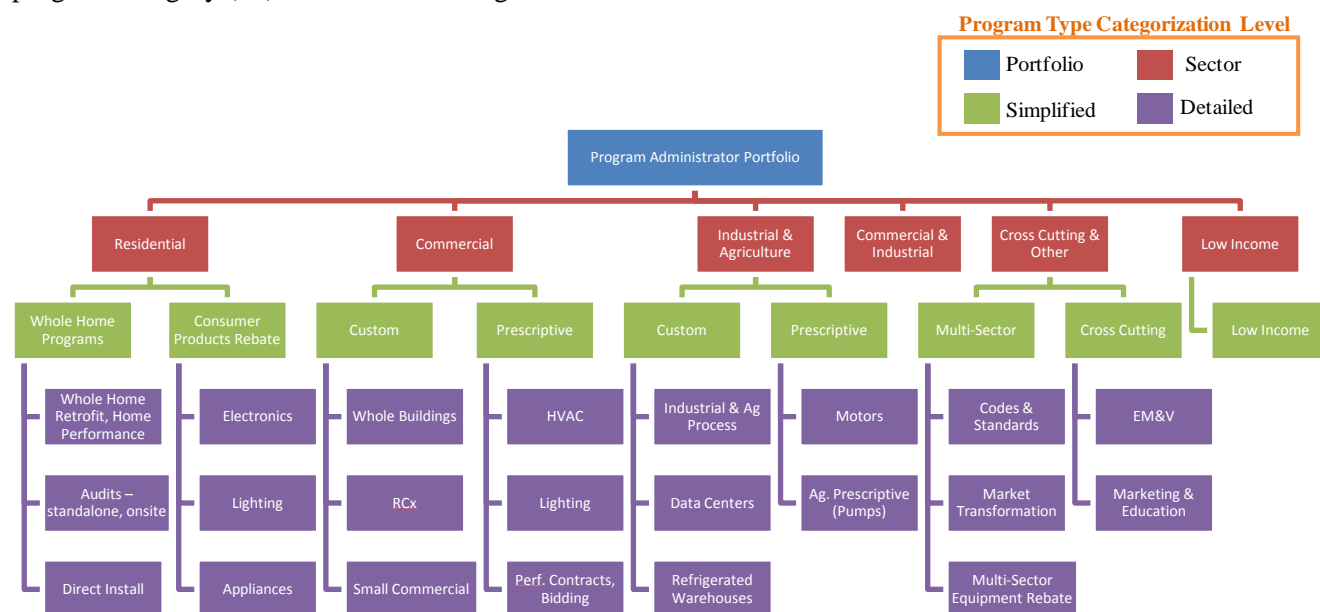 Program Type Categorization Level
Portfolio
Sector
Simplified
Detailed
Program Administrator Portfolio
Residential
Commercial
Industrial &
Agriculture
Commercial &
Industrial
Cross Cutting &
Other
Low Income
Whole Home
Programs
Consumer
Products Rebate
Custom
Prescriptive
Custom
Prescriptive
Multi-Sector
Cross Cutting
Low Income
Whole Home
Retrofit, Home
Performance
Electronics
Whole Buildings
HVAC
Industrial & Ag
Process
Motors
Codes &
Standards
EM&V
Audits –
standalone, onsite
Lighting
RCx
Lighting
Data Centers
Ag. Prescriptive
(Pumps)
Market
Transformation
Marketing &
Education
Direct Install
Appliances
Small Commercial
Perf. Contracts,
Bidding
Refrigerated
Warehouses
Multi-Sector
Equipment Rebate